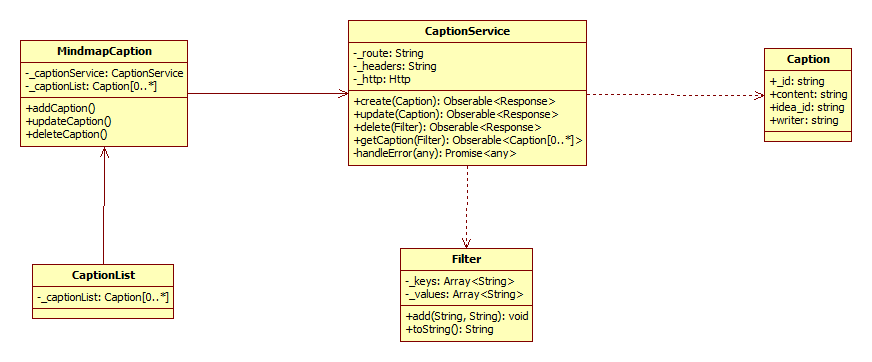 MindmapCaption
-_captionService: CaptionService
-_captionList: Caption[0..*]
+addCaption()
+updateCaption()
+deleteCaption()
CaptionService
-_route: String
-_headers: String
-_http: Http
+create(Caption): Obserable<Response>
+update(Caption): Obserable<Response>
+delete(Filter): Obserable<Response>
+getCaption(Filter): Obserable<Caption[0..*]>
-handleError(any): Promise<any>
Caption
+_id: string
+content: string
+idea_id: string
+writer: string
CaptionList
-_captionList: Caption[0..*]
Filter
-_keys: Array<String>
-_values: Array<String>
+add(String, String): void
+toString(): String